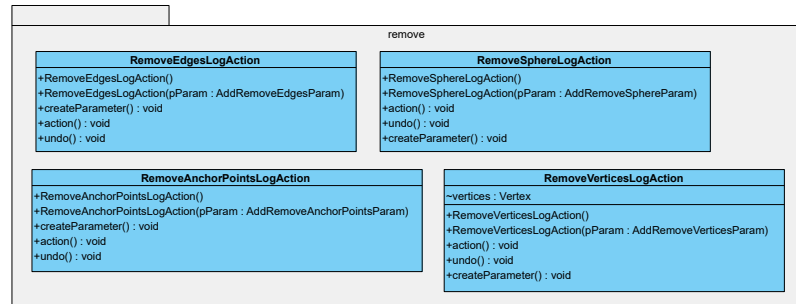 remove
RemoveEdgesLogAction
+RemoveEdgesLogAction()
+RemoveEdgesLogAction(pParam : AddRemoveEdgesParam)
+createParameter() : void
+action() : void
+undo() : void
RemoveSphereLogAction
+RemoveSphereLogAction()
+RemoveSphereLogAction(pParam : AddRemoveSphereParam)
+action() : void
+undo() : void
+createParameter() : void
RemoveAnchorPointsLogAction
+RemoveAnchorPointsLogAction()
+RemoveAnchorPointsLogAction(pParam : AddRemoveAnchorPointsParam)
+createParameter() : void
+action() : void
+undo() : void
RemoveVerticesLogAction
~vertices : Vertex
+RemoveVerticesLogAction()
+RemoveVerticesLogAction(pParam : AddRemoveVerticesParam)
+action() : void
+undo() : void
+createParameter() : void